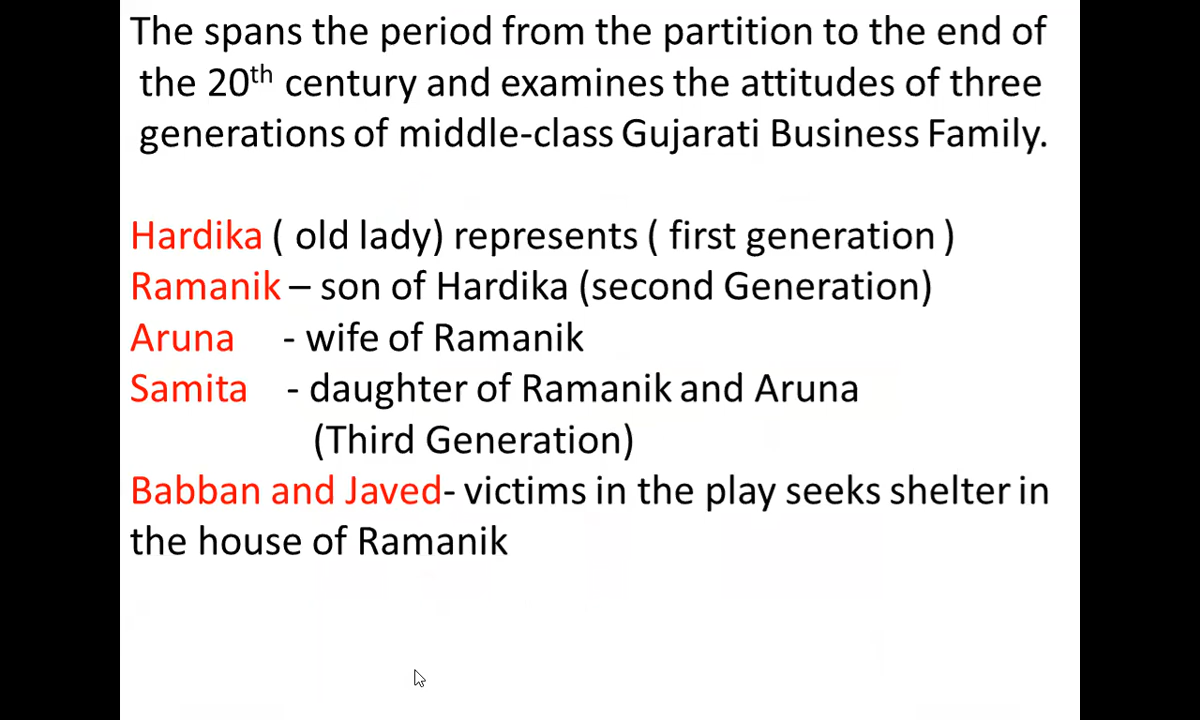 The spans the period from the partition to the end of
the 20th century and examines the attitudes of three
generations of middle-class Gujarati Business Family.
Hardika ( old lady) represents ( first generation )
Ramanik – son of Hardika (second Generation)
Aruna - wife of Ramanik
Samita - daughter of Ramanik and Aruna
(Third Generation)
Babban and Javed- victims in the play seeks shelter in
the house of Ramanik